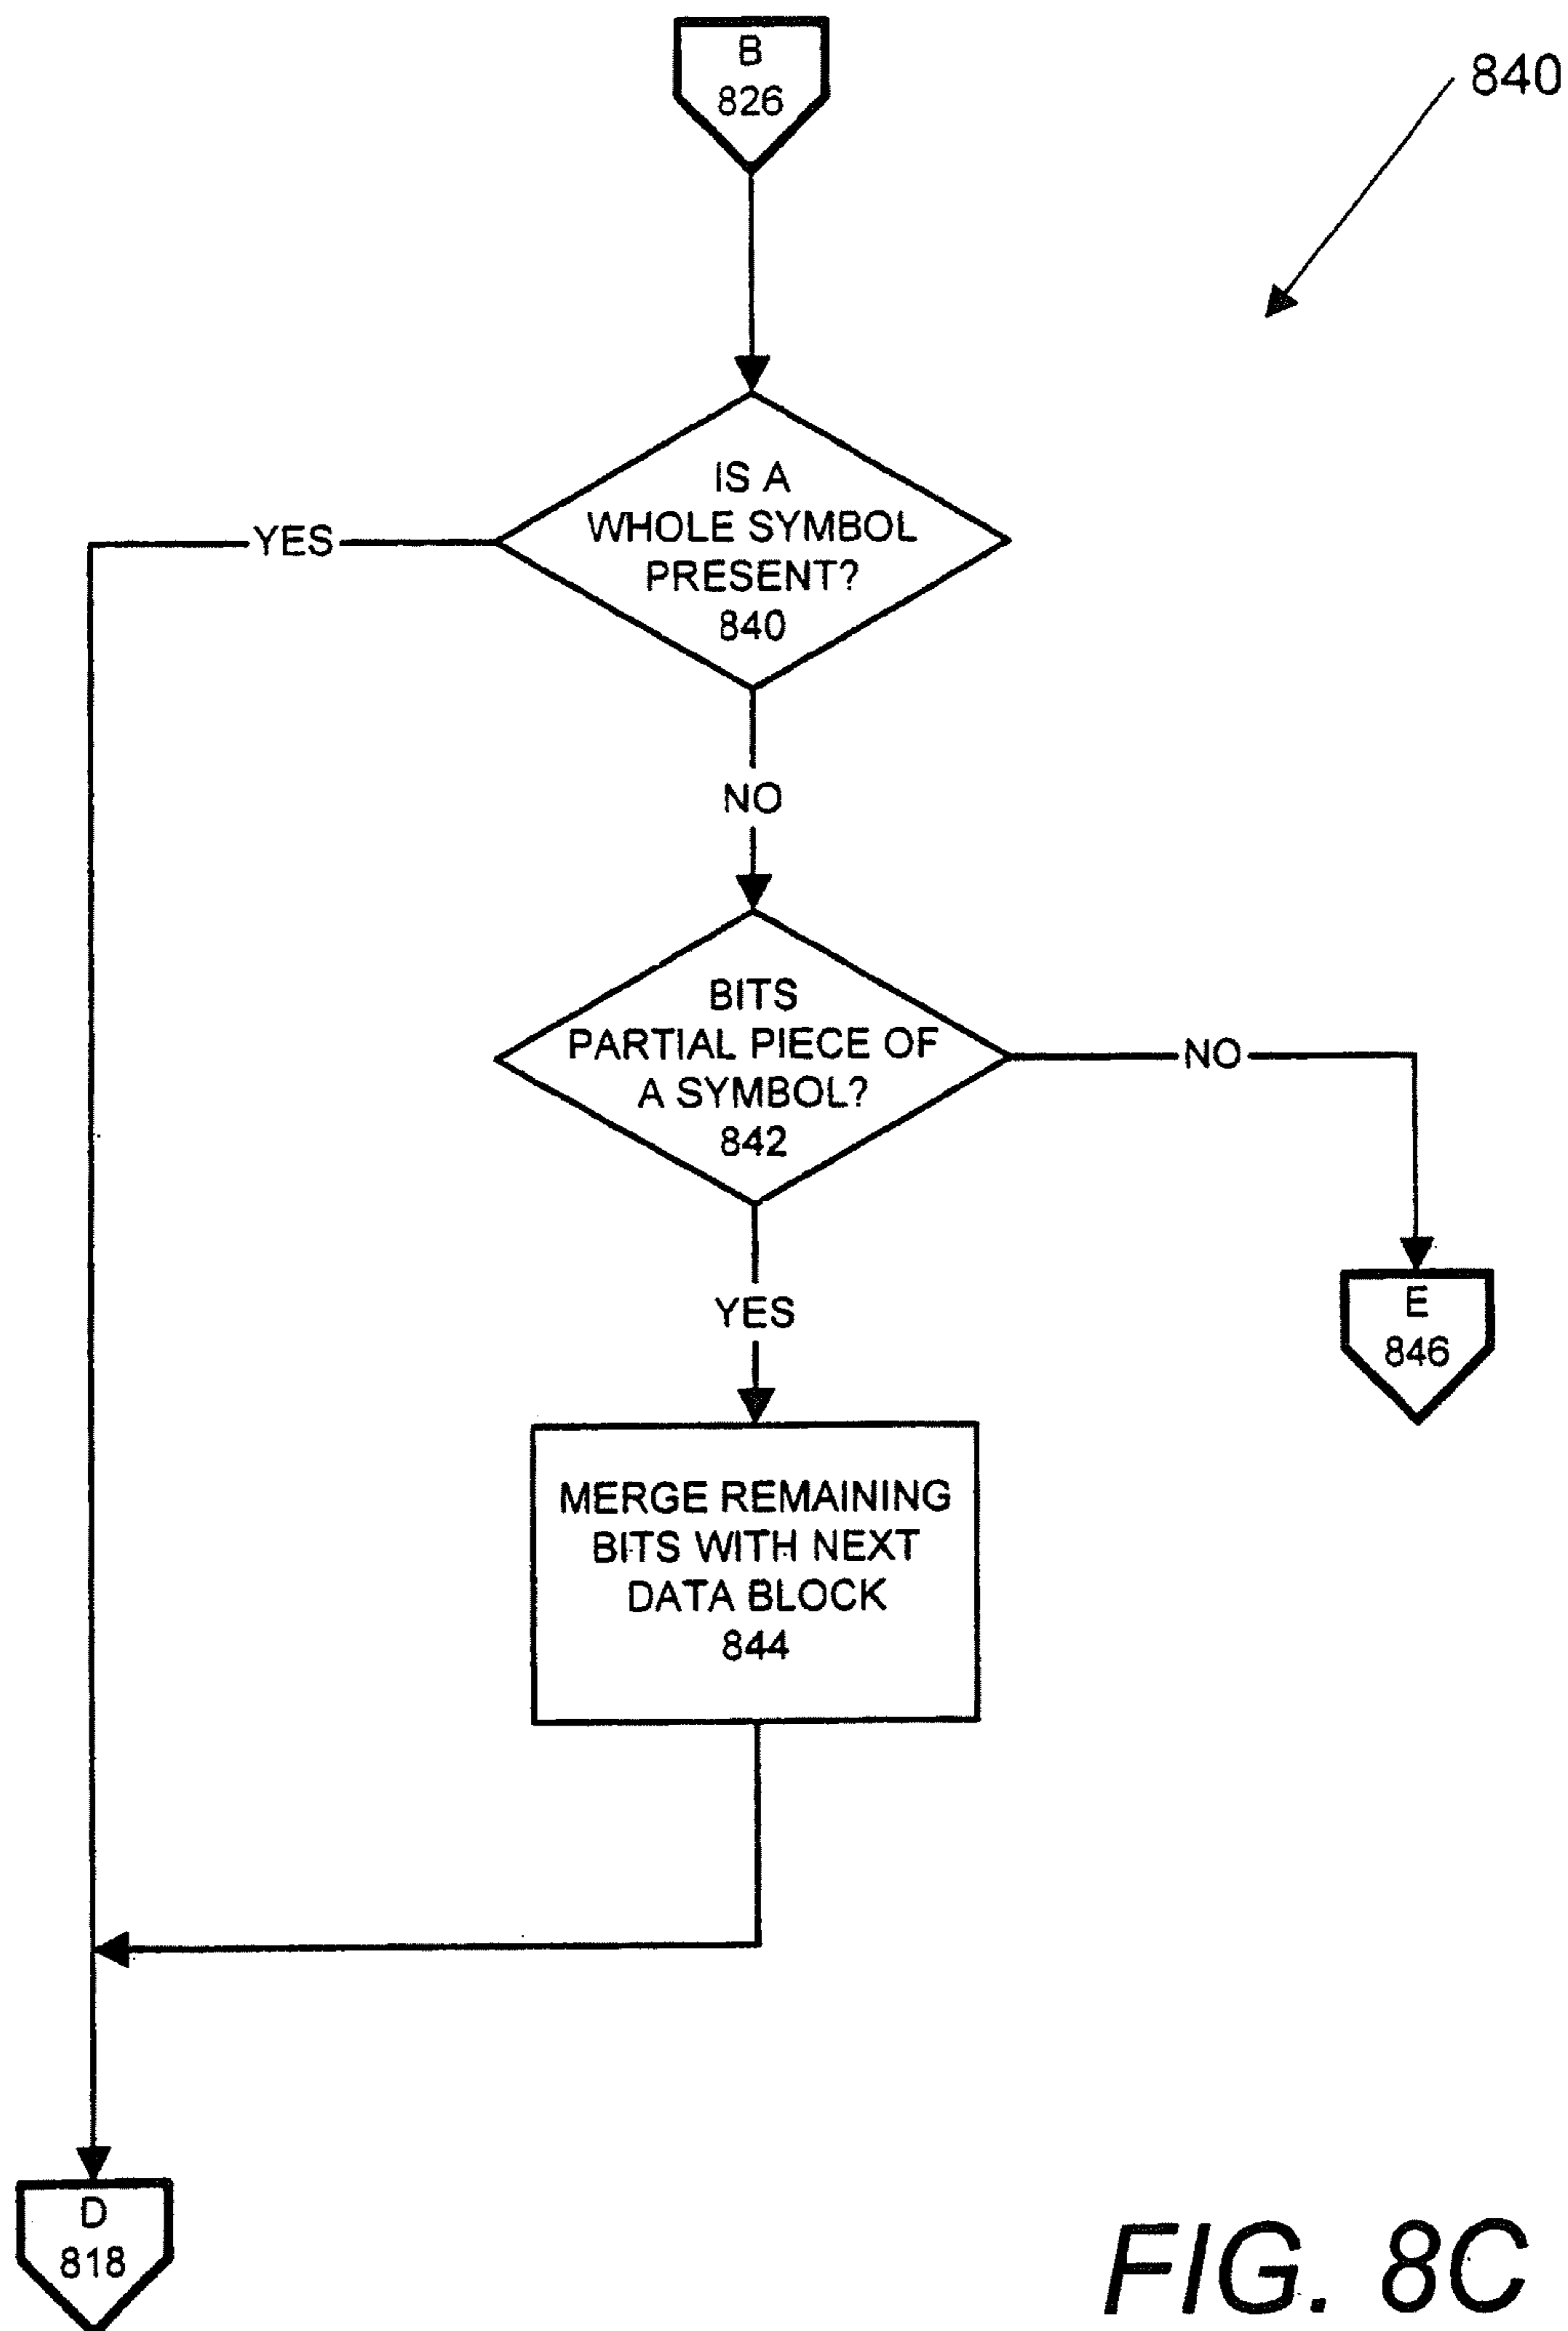 B
826
840
IS A
WHOLE SYMBOL
PRESENT?
840
YES
NO
BITS
PARTIAL PIECE OF
A SYMBOL?
842
NO
YES
E
846
MERGE REMAINING
BITS WITH NEXT
DATA BLOCK
844
D
818
FIG. 8C